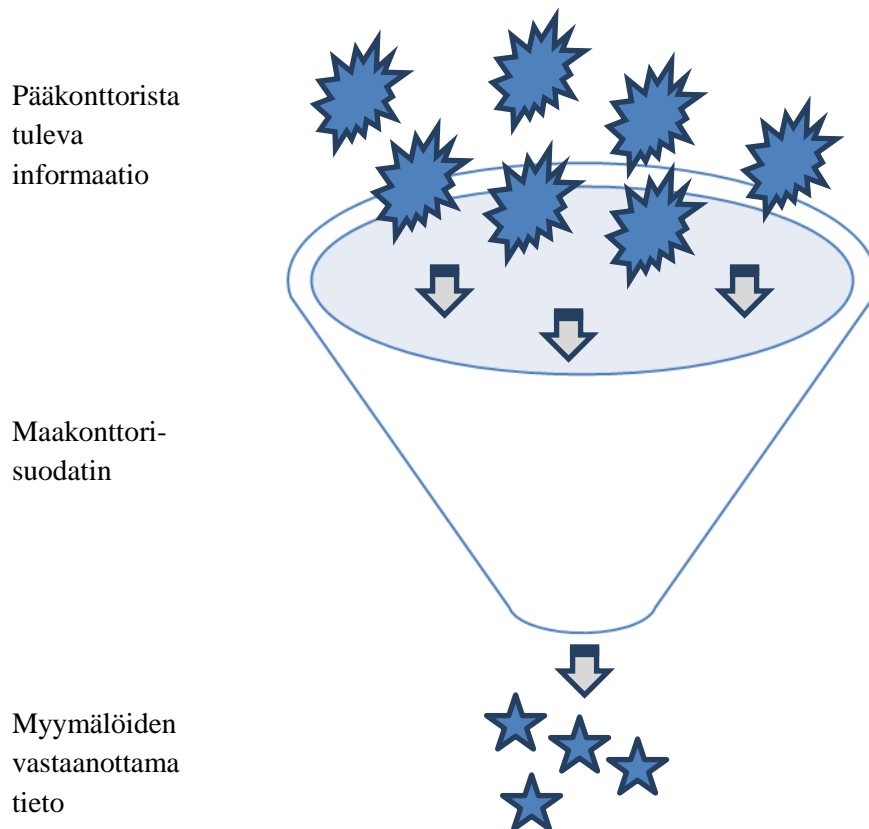 Pääkonttorista
tuleva
informaatio
Maakonttori-
suodatin
Myymälöiden
vastaanottama
tieto